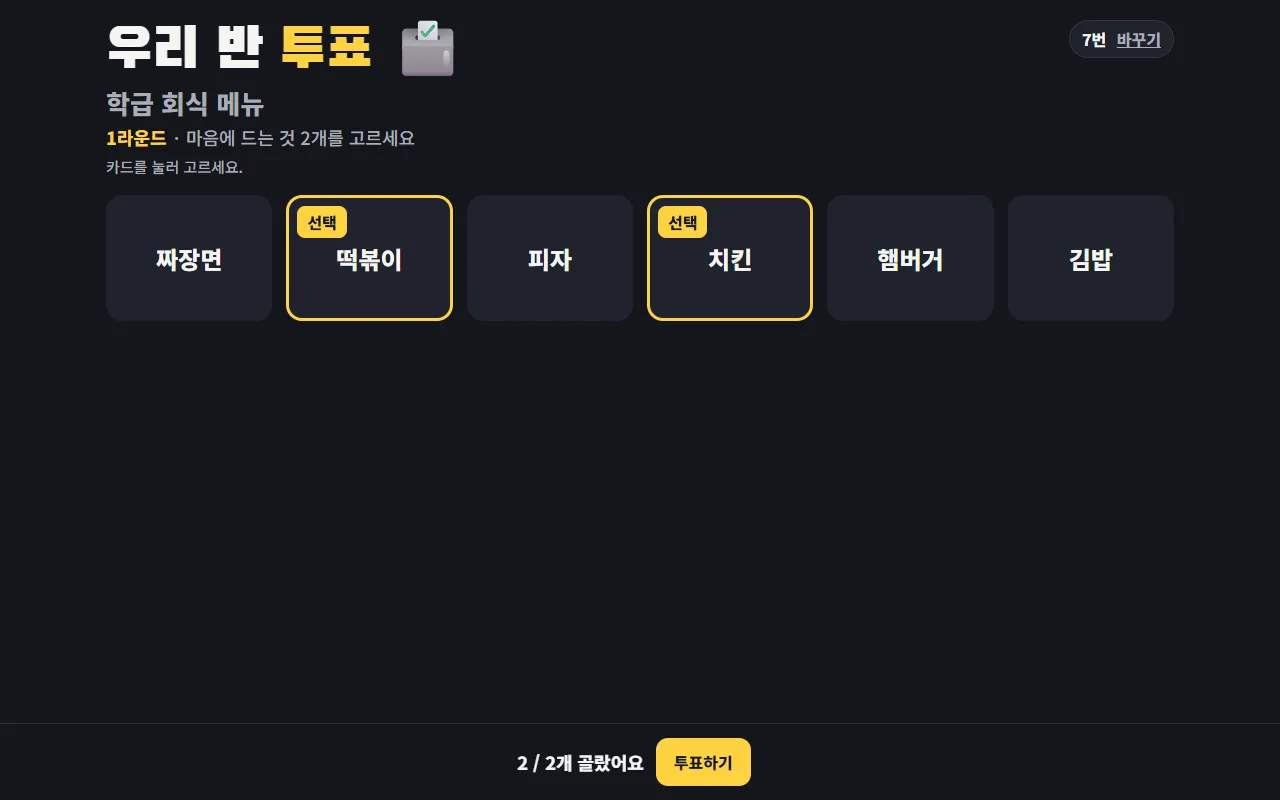 우리 반 투표
7번 바꾸기
학급 회식 메뉴
1라운드 · 마음에 드는 것 2개를 고르세요
카드를 눌러 고르세요.
짜장면
선택
떡볶이
피자
선택
치킨
햄버거
김밥
2 / 2개 골랐어요
투표하기